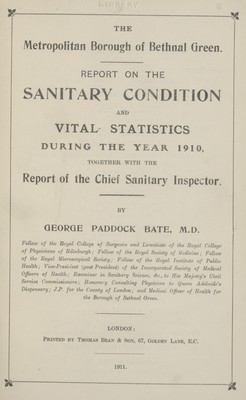 LIBRARY
THE
Metropolitan Borough of Bethnal Green.
REPORT ON THE
SANITARY CONDITION
AND
VITAL STATISTICS
DURING THE YEAR 1910,
TOGETHER WITH THE
Report of the Chief Sanitary Inspector.
BY
GEORGE PADDOCK BATE, M.D.
Fellow of the Royal College of Surgeons and Licentiate of the Royal College
of Physicians of Edinburgh; Fellow of the Royal Society of Medicine; Fellow
of the Royal Microscopical Society; Fellow of the Royal Institute of Public
Health; Vice-President (past President) of the Incorporated Society of Medical
Officers of Health; Examiner in Sanitary Science, &c., to His Majesty's Civil
Service Commissioners; Honorary Consulting Physician to Queen Adelaide's
Dispensary; J.P. for the County of London; and Medical Officer of Health for
the Borough of Bethnal Green.
LONDON:
PRINTED BY THOMAS BEAN & SON, 67, GOLDEN LANE, E.C.
1911.